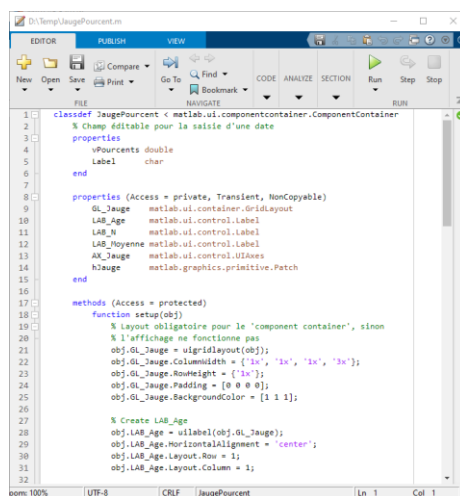 D:\Temp\JaugePourcent.m
EDITOR PUBLISH VIEW
New Open Save Compare Print Go To Find Bookmark CODE ANALYZE SECTION Run Step Stop
FILE NAVIGATE RUN
1 classdef JaugePourcent < matlab.ui.componentcontainer.ComponentContainer
2 % Champ éditable pour la saisie d'une date
3 properties
4 vPourcents double
5 Label char
6 end
7
8 properties (Access = private, Transient, NonCopyable)
9 GL_Jauge matlab.ui.container.GridLayout
10 LAB_Age matlab.ui.control.Label
11 LAB_N matlab.ui.control.Label
12 LAB_Moyenne matlab.ui.control.Label
13 AX_Jauge matlab.ui.control.UIAxes
14 hJauge matlab.graphics.primitive.Patch
15 end
16
17 methods (Access = protected)
18 function setup(obj)
19 % Layout obligatoire pour le 'component container', sinon
20 % l'affichage ne fonctionne pas
21 obj.GL_Jauge = uigridlayout(obj);
22 obj.GL_Jauge.ColumnWidth = {'1x', '1x', '1x', '3x'};
23 obj.GL_Jauge.RowHeight = {'1x'};
24 obj.GL_Jauge.Padding = [0 0 0 0];
25 obj.GL_Jauge.BackgroundColor = [1 1 1];
26
27 % Create LAB_Age
28 obj.LAB_Age = uilabel(obj.GL_Jauge);
29 obj.LAB_Age.HorizontalAlignment = 'center';
30 obj.LAB_Age.Layout.Row = 1;
31 obj.LAB_Age.Layout.Column = 1;
32
oom: 100% UTF-8 CRLF JaugePourcent Ln 1 Col 1